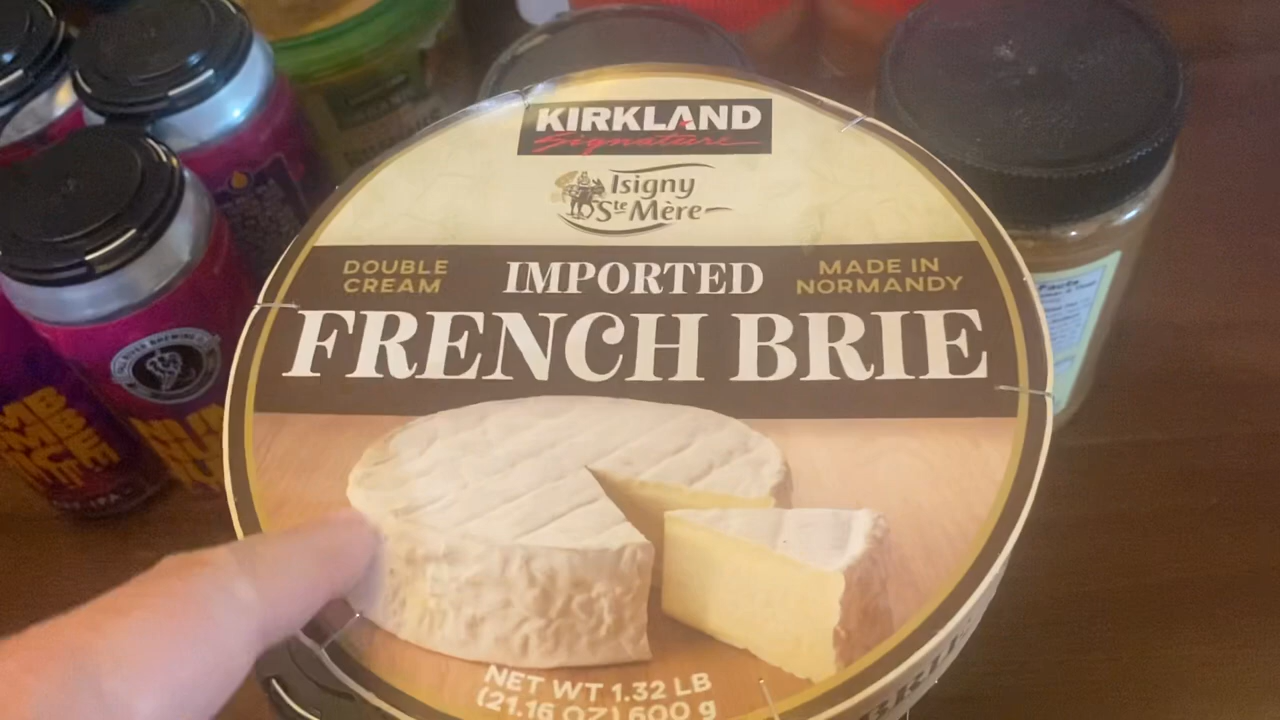 KIRKLAND
Signature
Isigny
Ste Mère
DOUBLE
CREAM
IMPORTED
MADE IN
NORMANDY
FRENCH BRIE
NET WT 1.32 LB
(21.16 OZ) 600 g
BRIE